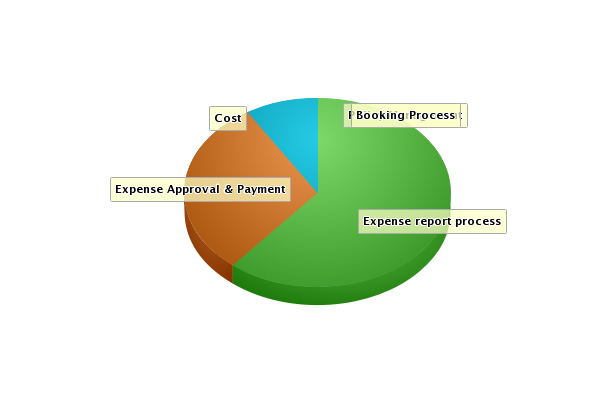 Cost
Booking Process
Expense Approval & Payment
Expense report process